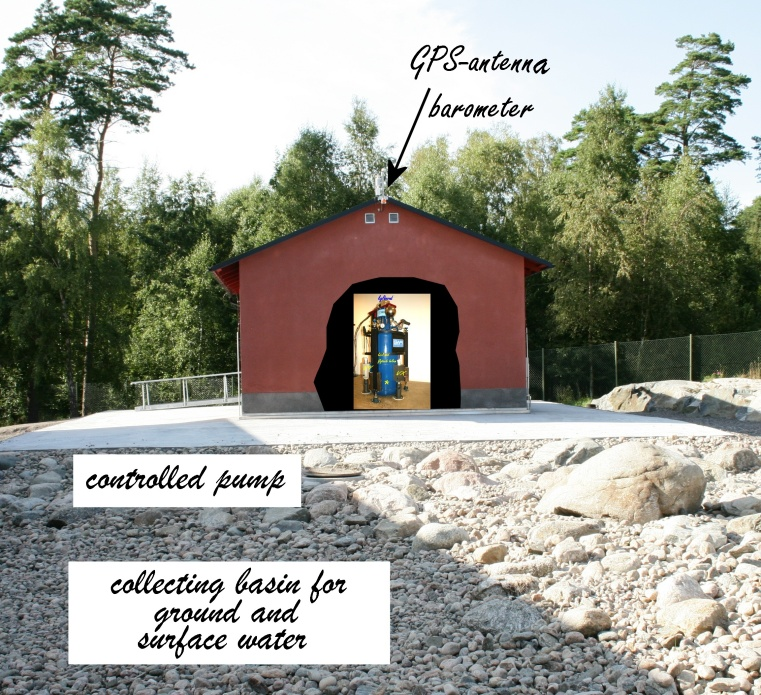 GPS-antenna
barometer
controlled pump
collecting basin for
ground and
surface water